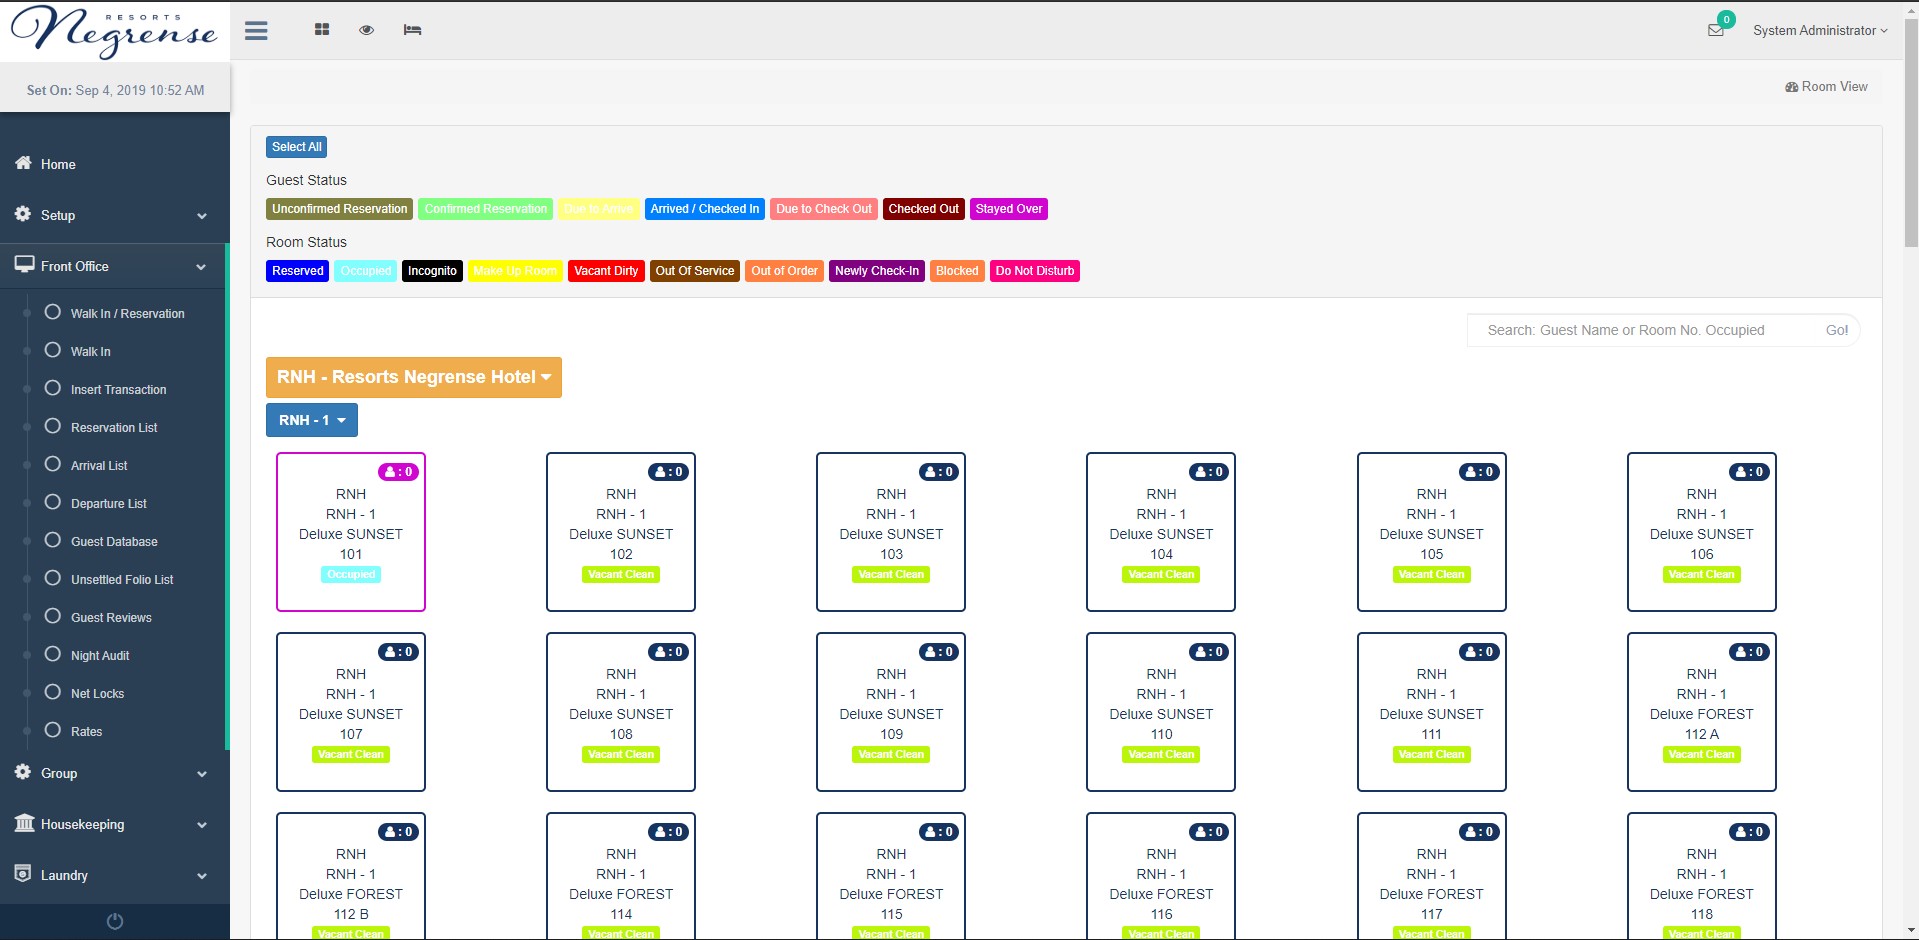 RESORTS
Negrense
0
System Administrator
Set On: Sep 4, 2019 10:52 AM
Room View
Home
Setup
Front Office
Walk In / Reservation
Walk In
Insert Transaction
Reservation List
Arrival List
Departure List
Guest Database
Unsettled Folio List
Guest Reviews
Night Audit
Net Locks
Rates
Group
Housekeeping
Laundry
Select All
Guest Status
Unconfirmed Reservation Confirmed Reservation Due to Arrive Arrived / Checked In Due to Check Out Checked Out Stayed Over
Room Status
Reserved Occupied Incognito Make Up Room Vacant Dirty Out Of Service Out of Order Newly Check-In Blocked Do Not Disturb
Search: Guest Name or Room No. Occupied Go!
RNH - Resorts Negrense Hotel
RNH - 1
: 0 : 0 : 0 : 0 : 0 : 0
RNH RNH RNH RNH RNH RNH
RNH - 1 RNH - 1 RNH - 1 RNH - 1 RNH - 1 RNH - 1
Deluxe SUNSET Deluxe SUNSET Deluxe SUNSET Deluxe SUNSET Deluxe SUNSET Deluxe SUNSET
101 102 103 104 105 106
Occupied Vacant Clean Vacant Clean Vacant Clean Vacant Clean Vacant Clean
: 0 : 0 : 0 : 0 : 0 : 0
RNH RNH RNH RNH RNH RNH
RNH - 1 RNH - 1 RNH - 1 RNH - 1 RNH - 1 RNH - 1
Deluxe SUNSET Deluxe SUNSET Deluxe SUNSET Deluxe SUNSET Deluxe SUNSET Deluxe FOREST
107 108 109 110 111 112 A
Vacant Clean Vacant Clean Vacant Clean Vacant Clean Vacant Clean Vacant Clean
: 0 : 0 : 0 : 0 : 0 : 0
RNH RNH RNH RNH RNH RNH
RNH - 1 RNH - 1 RNH - 1 RNH - 1 RNH - 1 RNH - 1
Deluxe FOREST Deluxe FOREST Deluxe FOREST Deluxe FOREST Deluxe FOREST Deluxe FOREST
112 B 114 115 116 117 118
Vacant Clean Vacant Clean Vacant Clean Vacant Clean Vacant Clean Vacant Clean